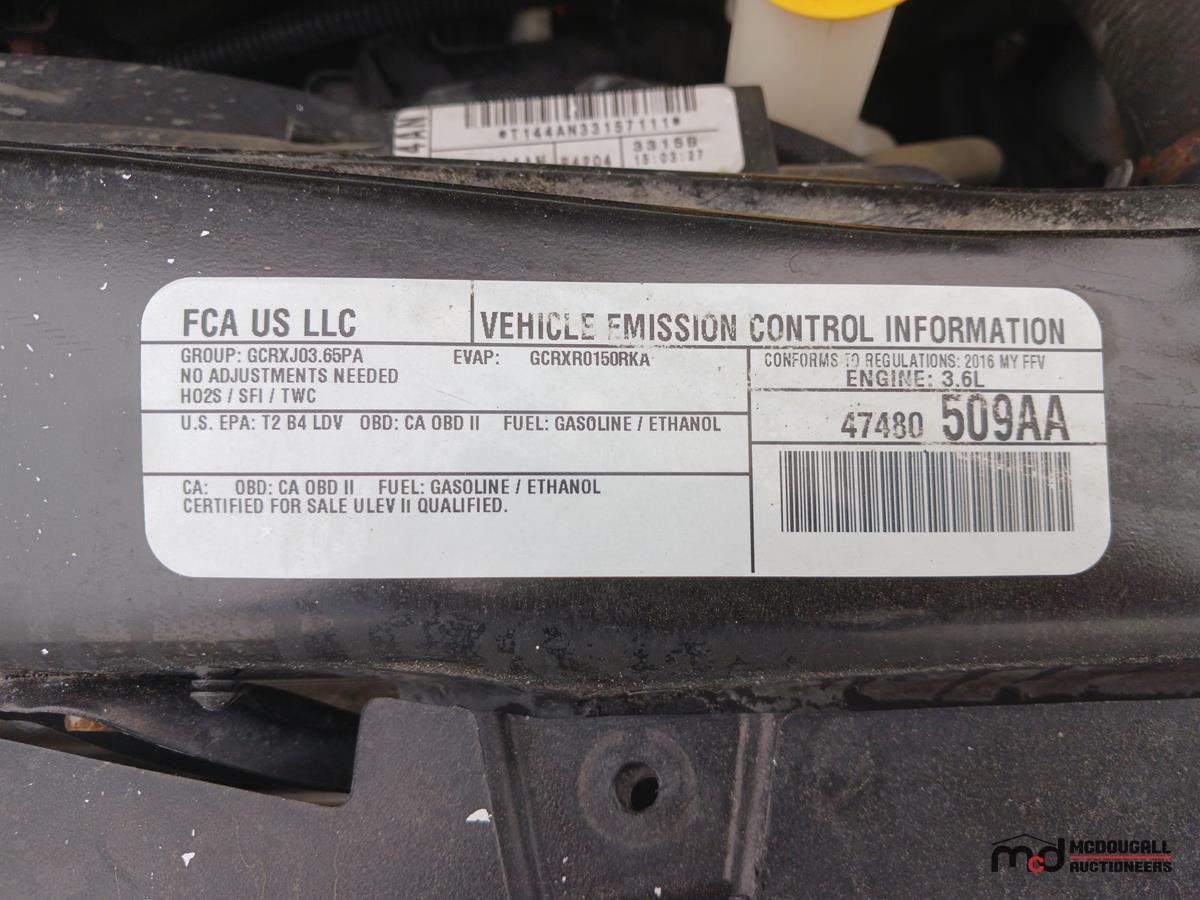 4AN
*T144AN33157111*
3315B
15:03:27
FCA US LLC
VEHICLE EMISSION CONTROL INFORMATION
GROUP: GCRXJ03.65PA EVAP: GCRXR0150RKA
NO ADJUSTMENTS NEEDED
HO2S / SFI / TWC
CONFORMS TO REGULATIONS: 2016 MY FFV
ENGINE: 3.6L
U.S. EPA: T2 B4 LDV OBD: CA OBD II FUEL: GASOLINE / ETHANOL
47480 509AA
CA: OBD: CA OBD II FUEL: GASOLINE / ETHANOL
CERTIFIED FOR SALE ULEV II QUALIFIED.
mcd MCDOUGALL
AUCTIONEERS